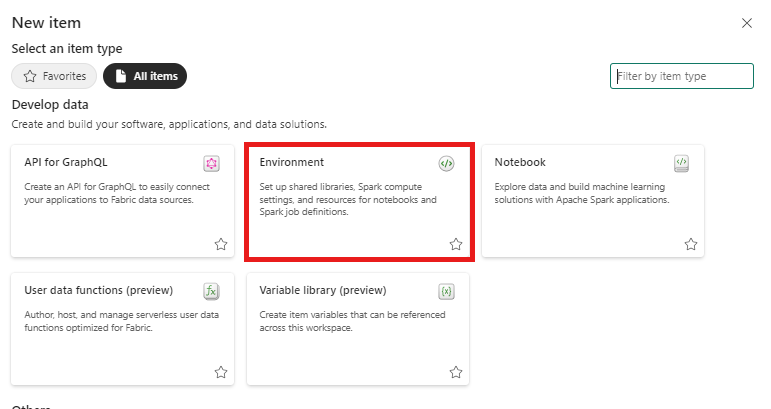 New item
Select an item type
Favorites
All items
Filter by item type
Develop data
Create and build your software, applications, and data solutions.
API for GraphQL
Create an API for GraphQL to easily connect
your applications to Fabric data sources.
Environment
Set up shared libraries, Spark compute
settings, and resources for notebooks and
Spark job definitions.
Notebook
Explore data and build machine learning
solutions with Apache Spark applications.
User data functions (preview)
Author, host, and manage serverless user data
functions optimized for Fabric.
Variable library (preview)
Create item variables that can be referenced
across this workspace.
Others